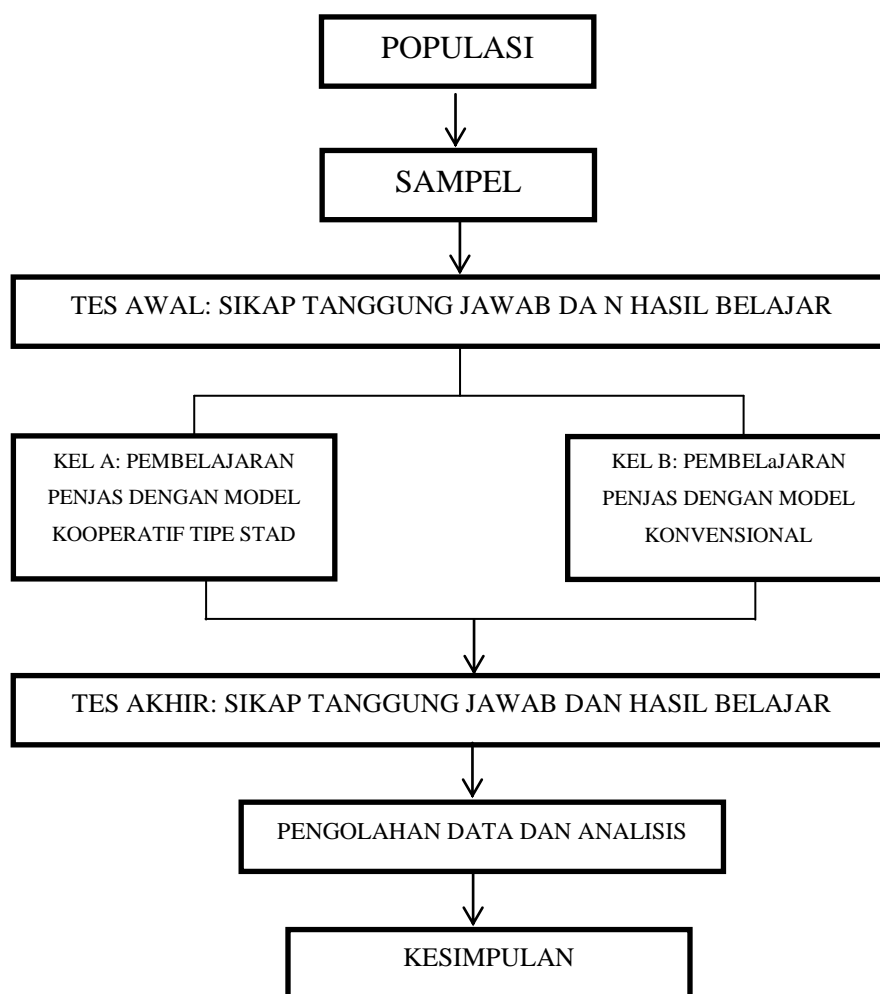 POPULASI
SAMPEL
TES AWAL: SIKAP TANGGUNG JAWAB DA N HASIL BELAJAR
KEL A: PEMBELAJARAN
PENJAS DENGAN MODEL
KOOPERATIF TIPE STAD
KEL B: PEMBELaJARAN
PENJAS DENGAN MODEL
KONVENSIONAL
TES AKHIR: SIKAP TANGGUNG JAWAB DAN HASIL BELAJAR
PENGOLAHAN DATA DAN ANALISIS
KESIMPULAN